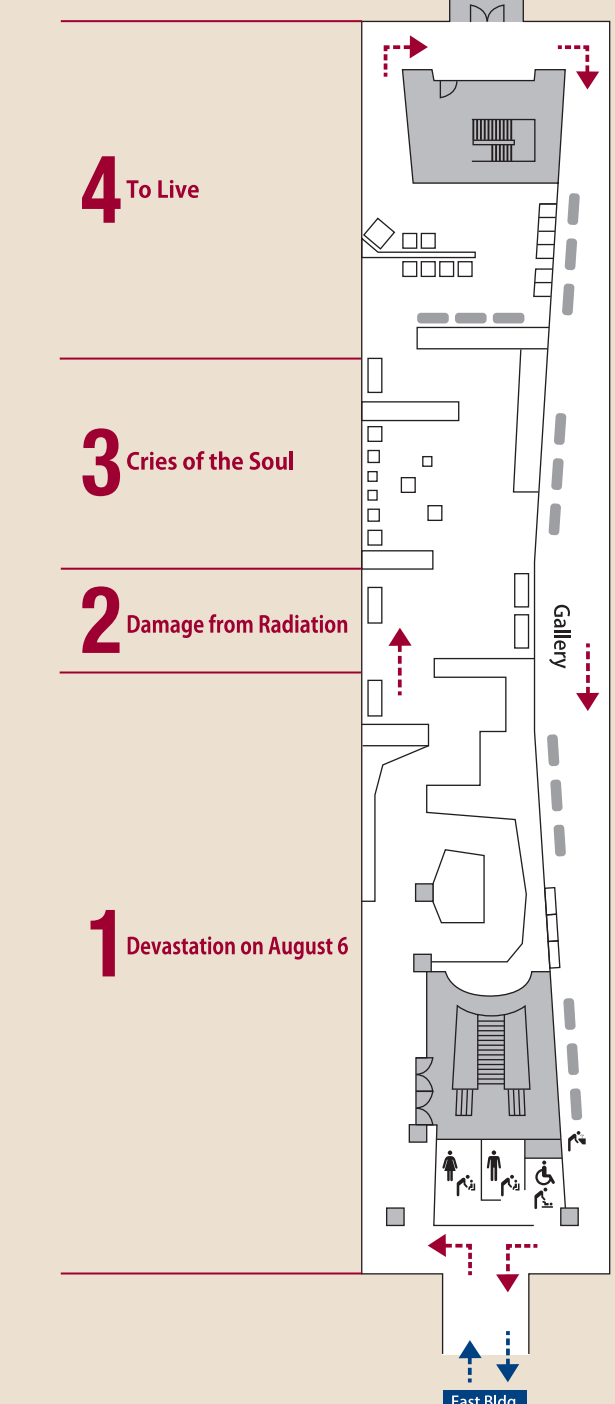 4 To Live
3 Cries of the Soul
2 Damage from Radiation
Gallery
1 Devastation on August 6
East Bldg.